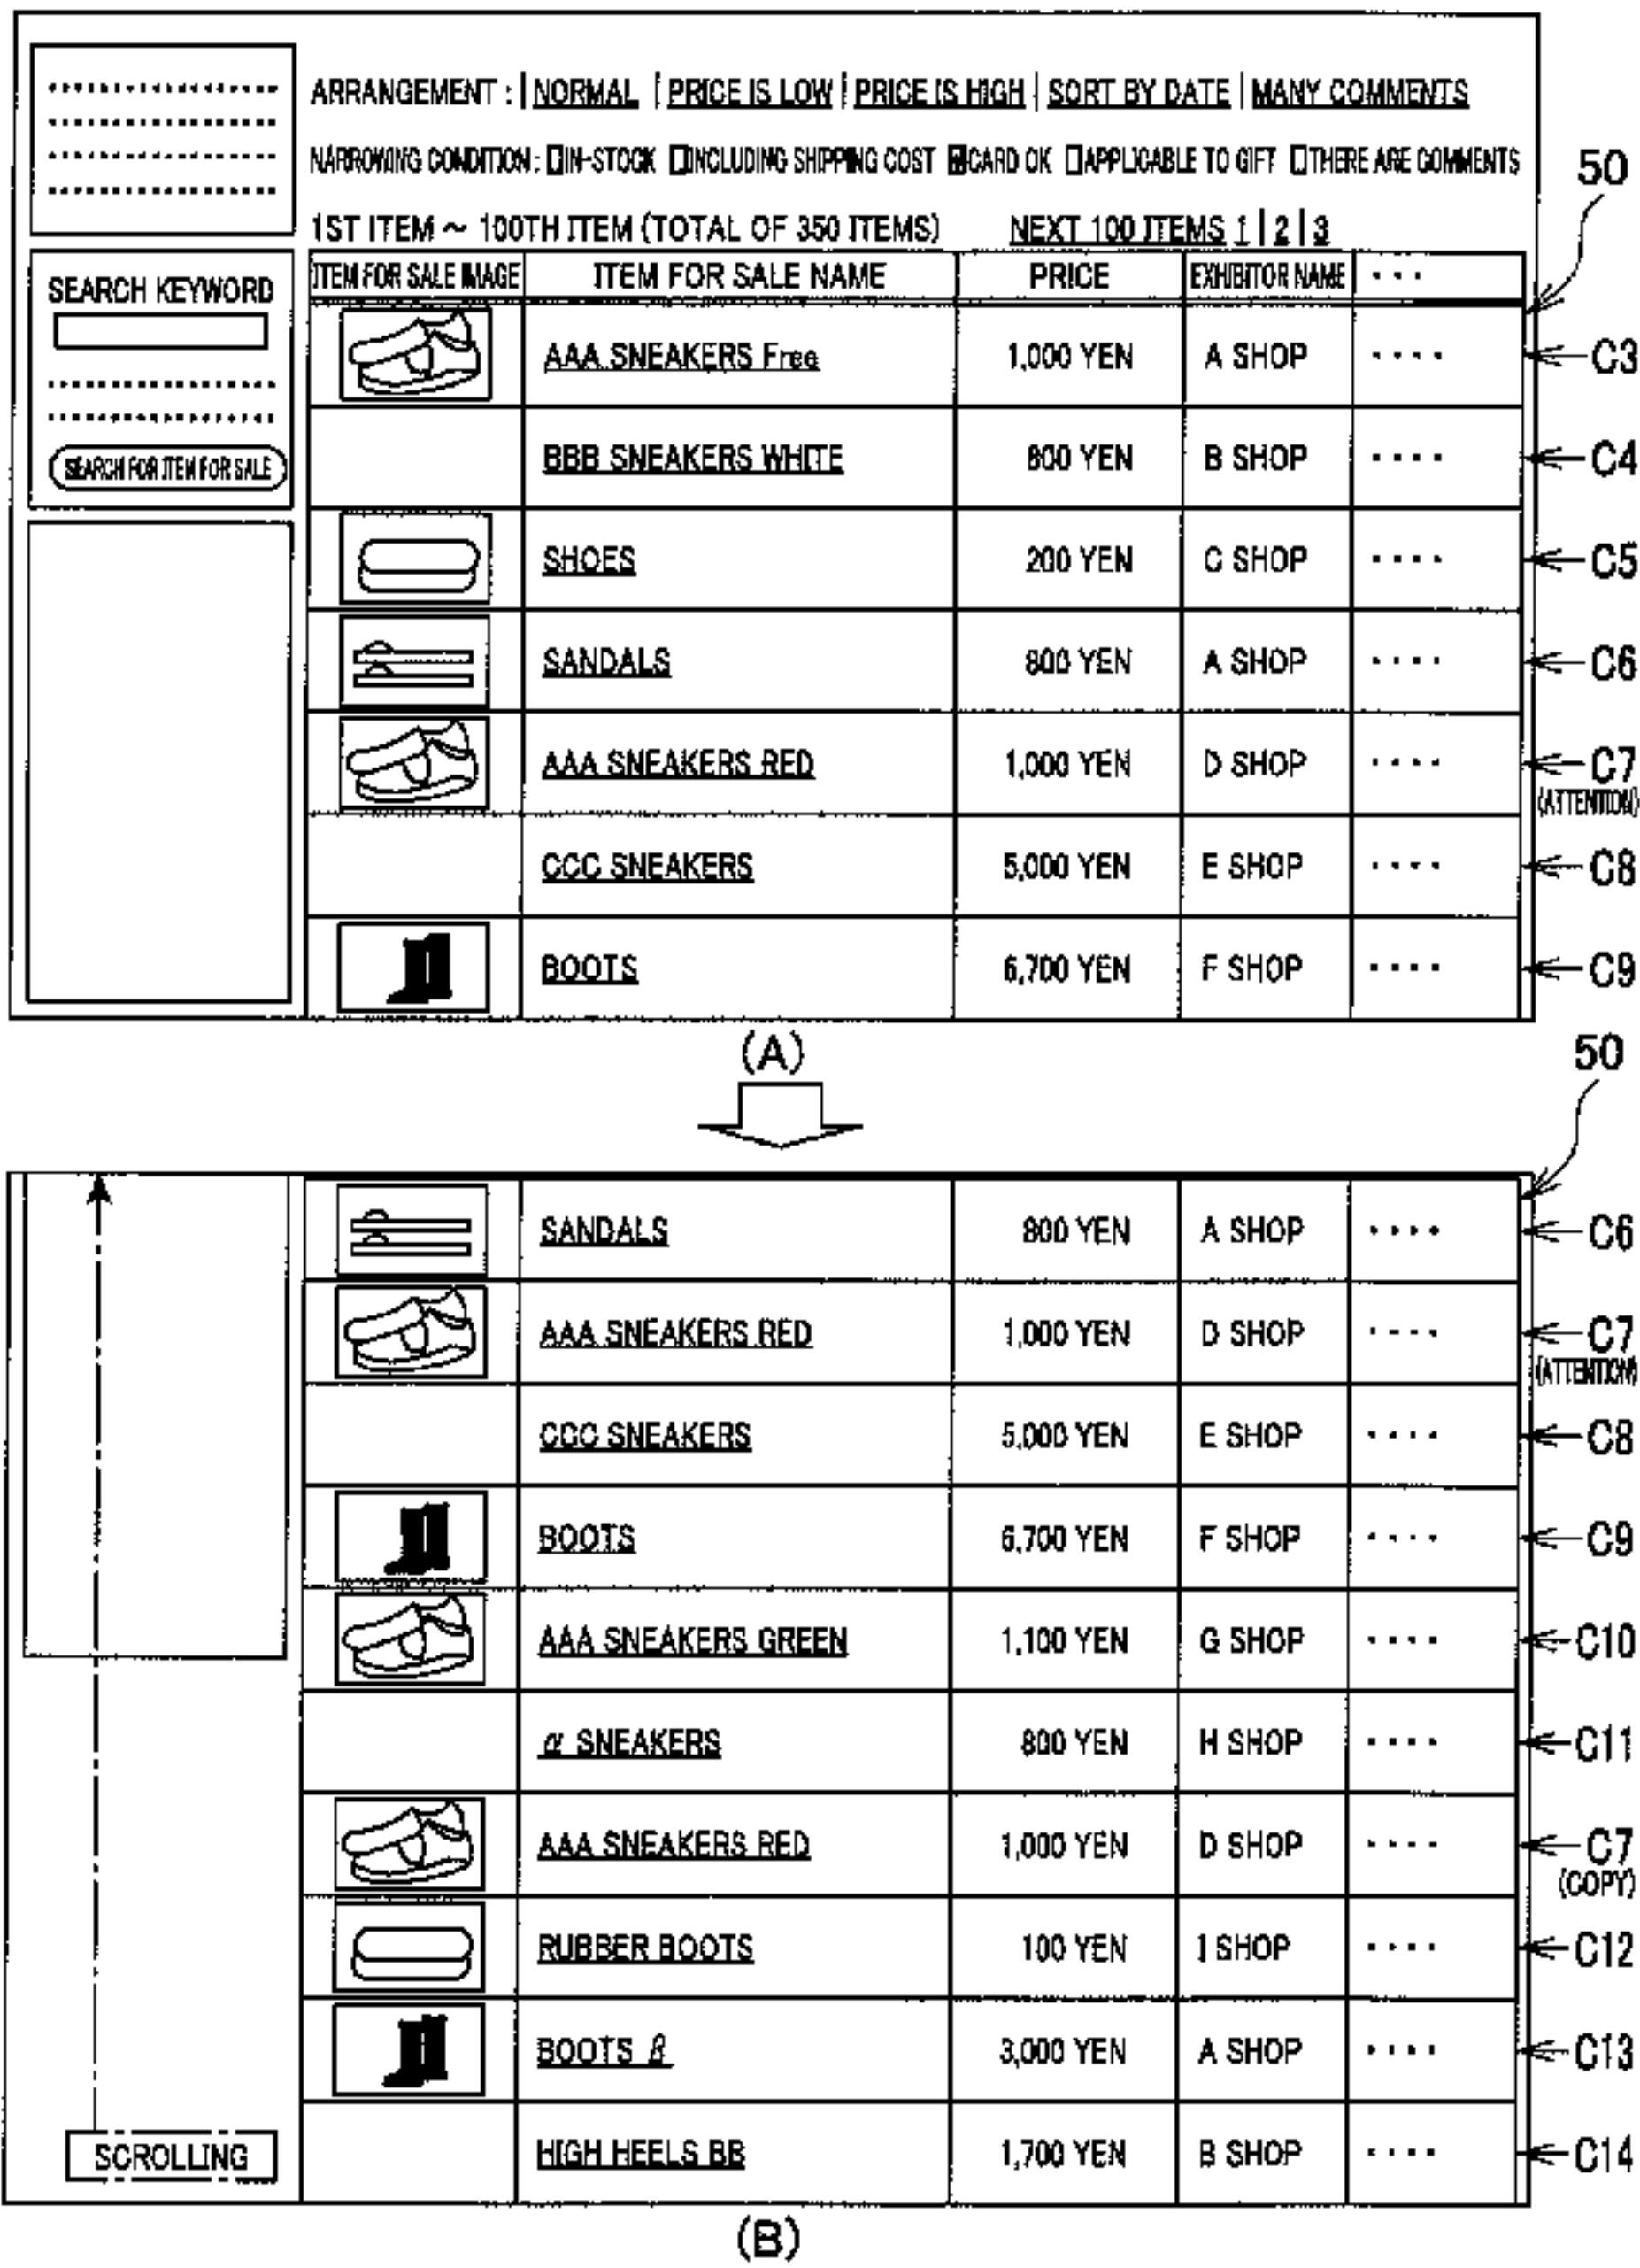 ARRANGEMENT : | NORMAL | PRICE IS LOW | PRICE IS HIGH | SORT BY DATE | MANY COMMENTS
NARROWING CONDITION : IN-STOCK INCLUDING SHIPPING COST CARD OK APPLICABLE TO GIFT THERE ARE COMMENTS
50
1ST ITEM ~ 100TH ITEM (TOTAL OF 350 ITEMS) NEXT 100 ITEMS 1 | 2 | 3
SEARCH KEYWORD
SEARCH FOR ITEM FOR SALE
ITEM FOR SALE IMAGE ITEM FOR SALE NAME PRICE EXHIBITOR NAME ...
AAA SNEAKERS Free 1,000 YEN A SHOP .... C3
BBB SNEAKERS WHITE 800 YEN B SHOP .... C4
SHOES 200 YEN C SHOP .... C5
SANDALS 800 YEN A SHOP .... C6
AAA SNEAKERS RED 1,000 YEN D SHOP .... C7
(ATTENTION)
CCC SNEAKERS 5,000 YEN E SHOP .... C8
BOOTS 6,700 YEN F SHOP .... C9
(A)
50
SANDALS 800 YEN A SHOP .... C6
AAA SNEAKERS RED 1,000 YEN D SHOP .... C7
(ATTENTION)
CCC SNEAKERS 5,000 YEN E SHOP .... C8
BOOTS 6,700 YEN F SHOP .... C9
AAA SNEAKERS GREEN 1,100 YEN G SHOP .... C10
α SNEAKERS 800 YEN H SHOP .... C11
AAA SNEAKERS RED 1,000 YEN D SHOP .... C7
(COPY)
RUBBER BOOTS 100 YEN I SHOP .... C12
BOOTS β 3,000 YEN A SHOP .... C13
HIGH HEELS BB 1,700 YEN B SHOP .... C14
SCROLLING
(B)